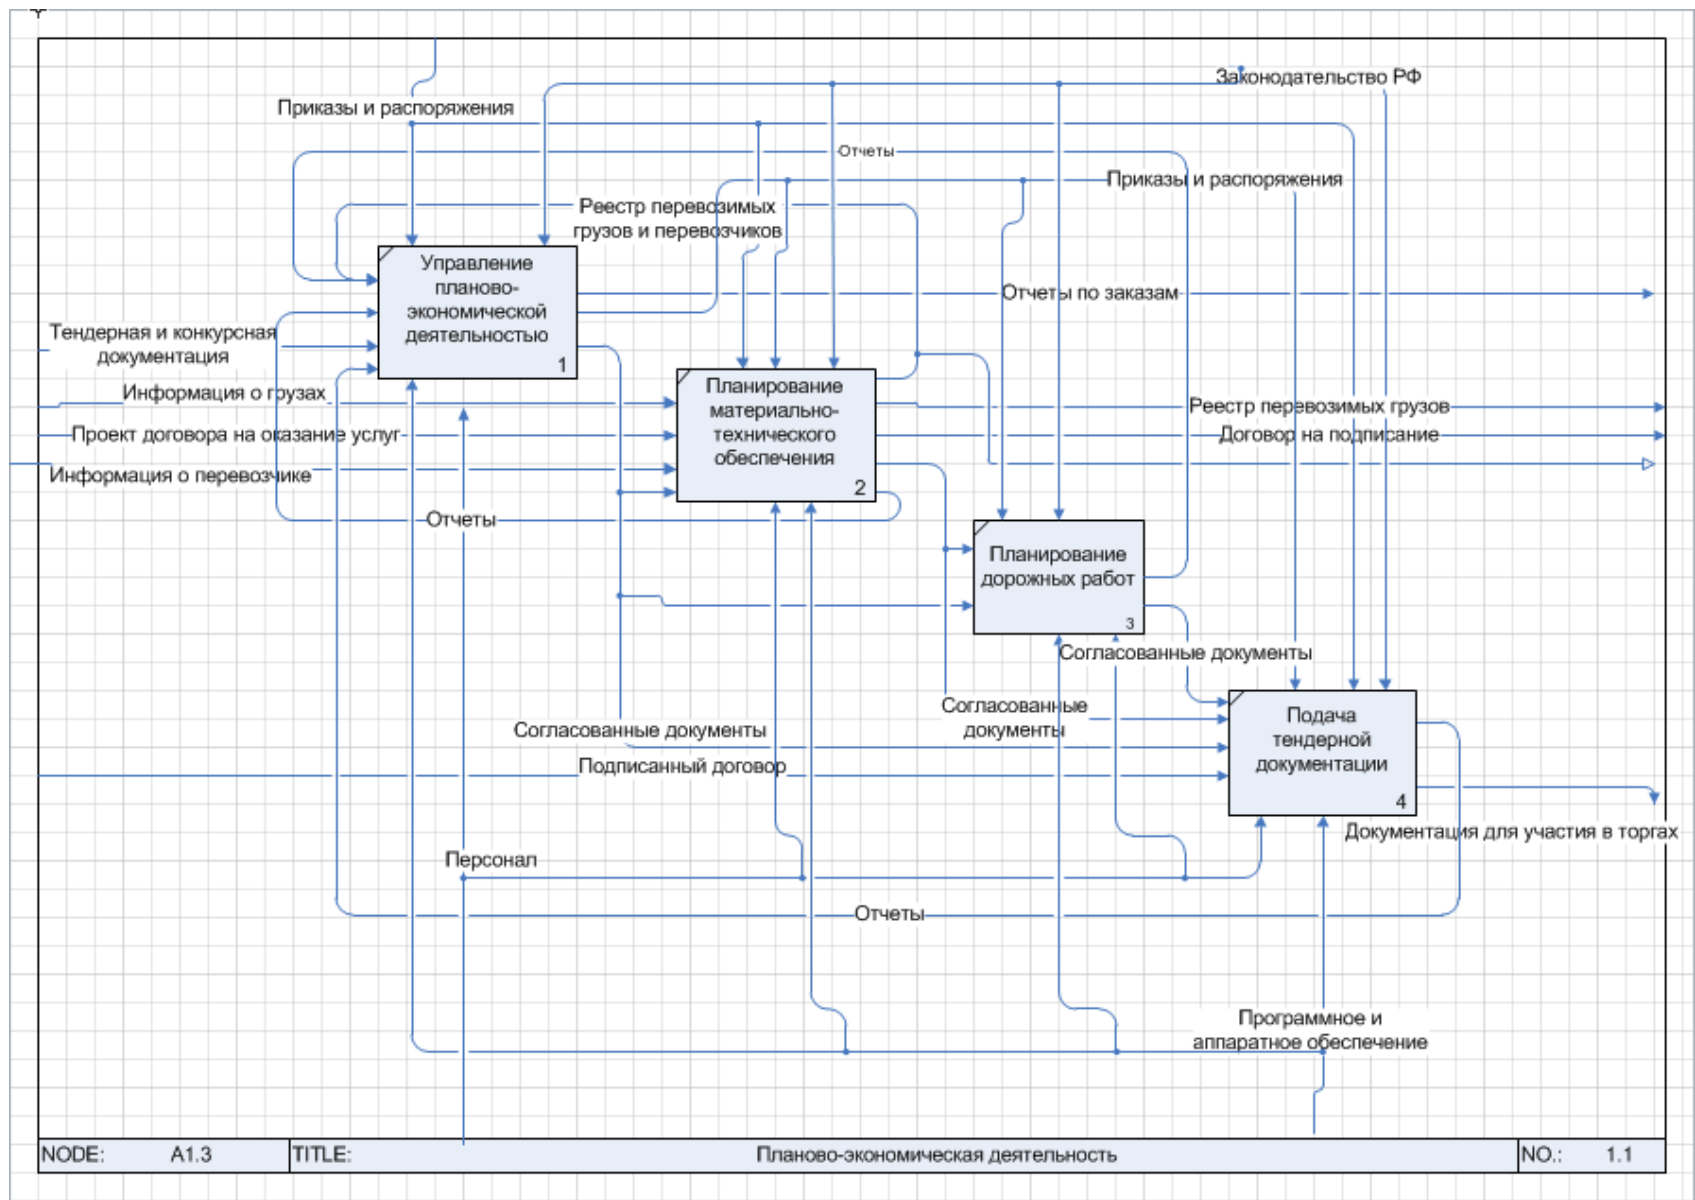 Законодательство РФ
Приказы и распоряжения
Отчеты
Приказы и распоряжения
Реестр перевозимых
грузов и перевозчиков
Управление
планово-
экономической
деятельностью
1
Отчеты по заказам
Тендерная и конкурсная
документация
Информация о грузах
Проект договора на оказание услуг
Информация о перевозчике
Планирование
материально-
технического
обеспечения
2
Реестр перевозимых грузов
Договор на подписание
Отчеты
Планирование
дорожных работ
3
Согласованные документы
Согласованные
документы
Согласованные документы
Подписанный договор
Подача
тендерной
документации
4
Документация для участия в торгах
Персонал
Отчеты
Программное и
аппаратное обеспечение
NODE: A1.3 TITLE: Планово-экономическая деятельность NO.: 1.1